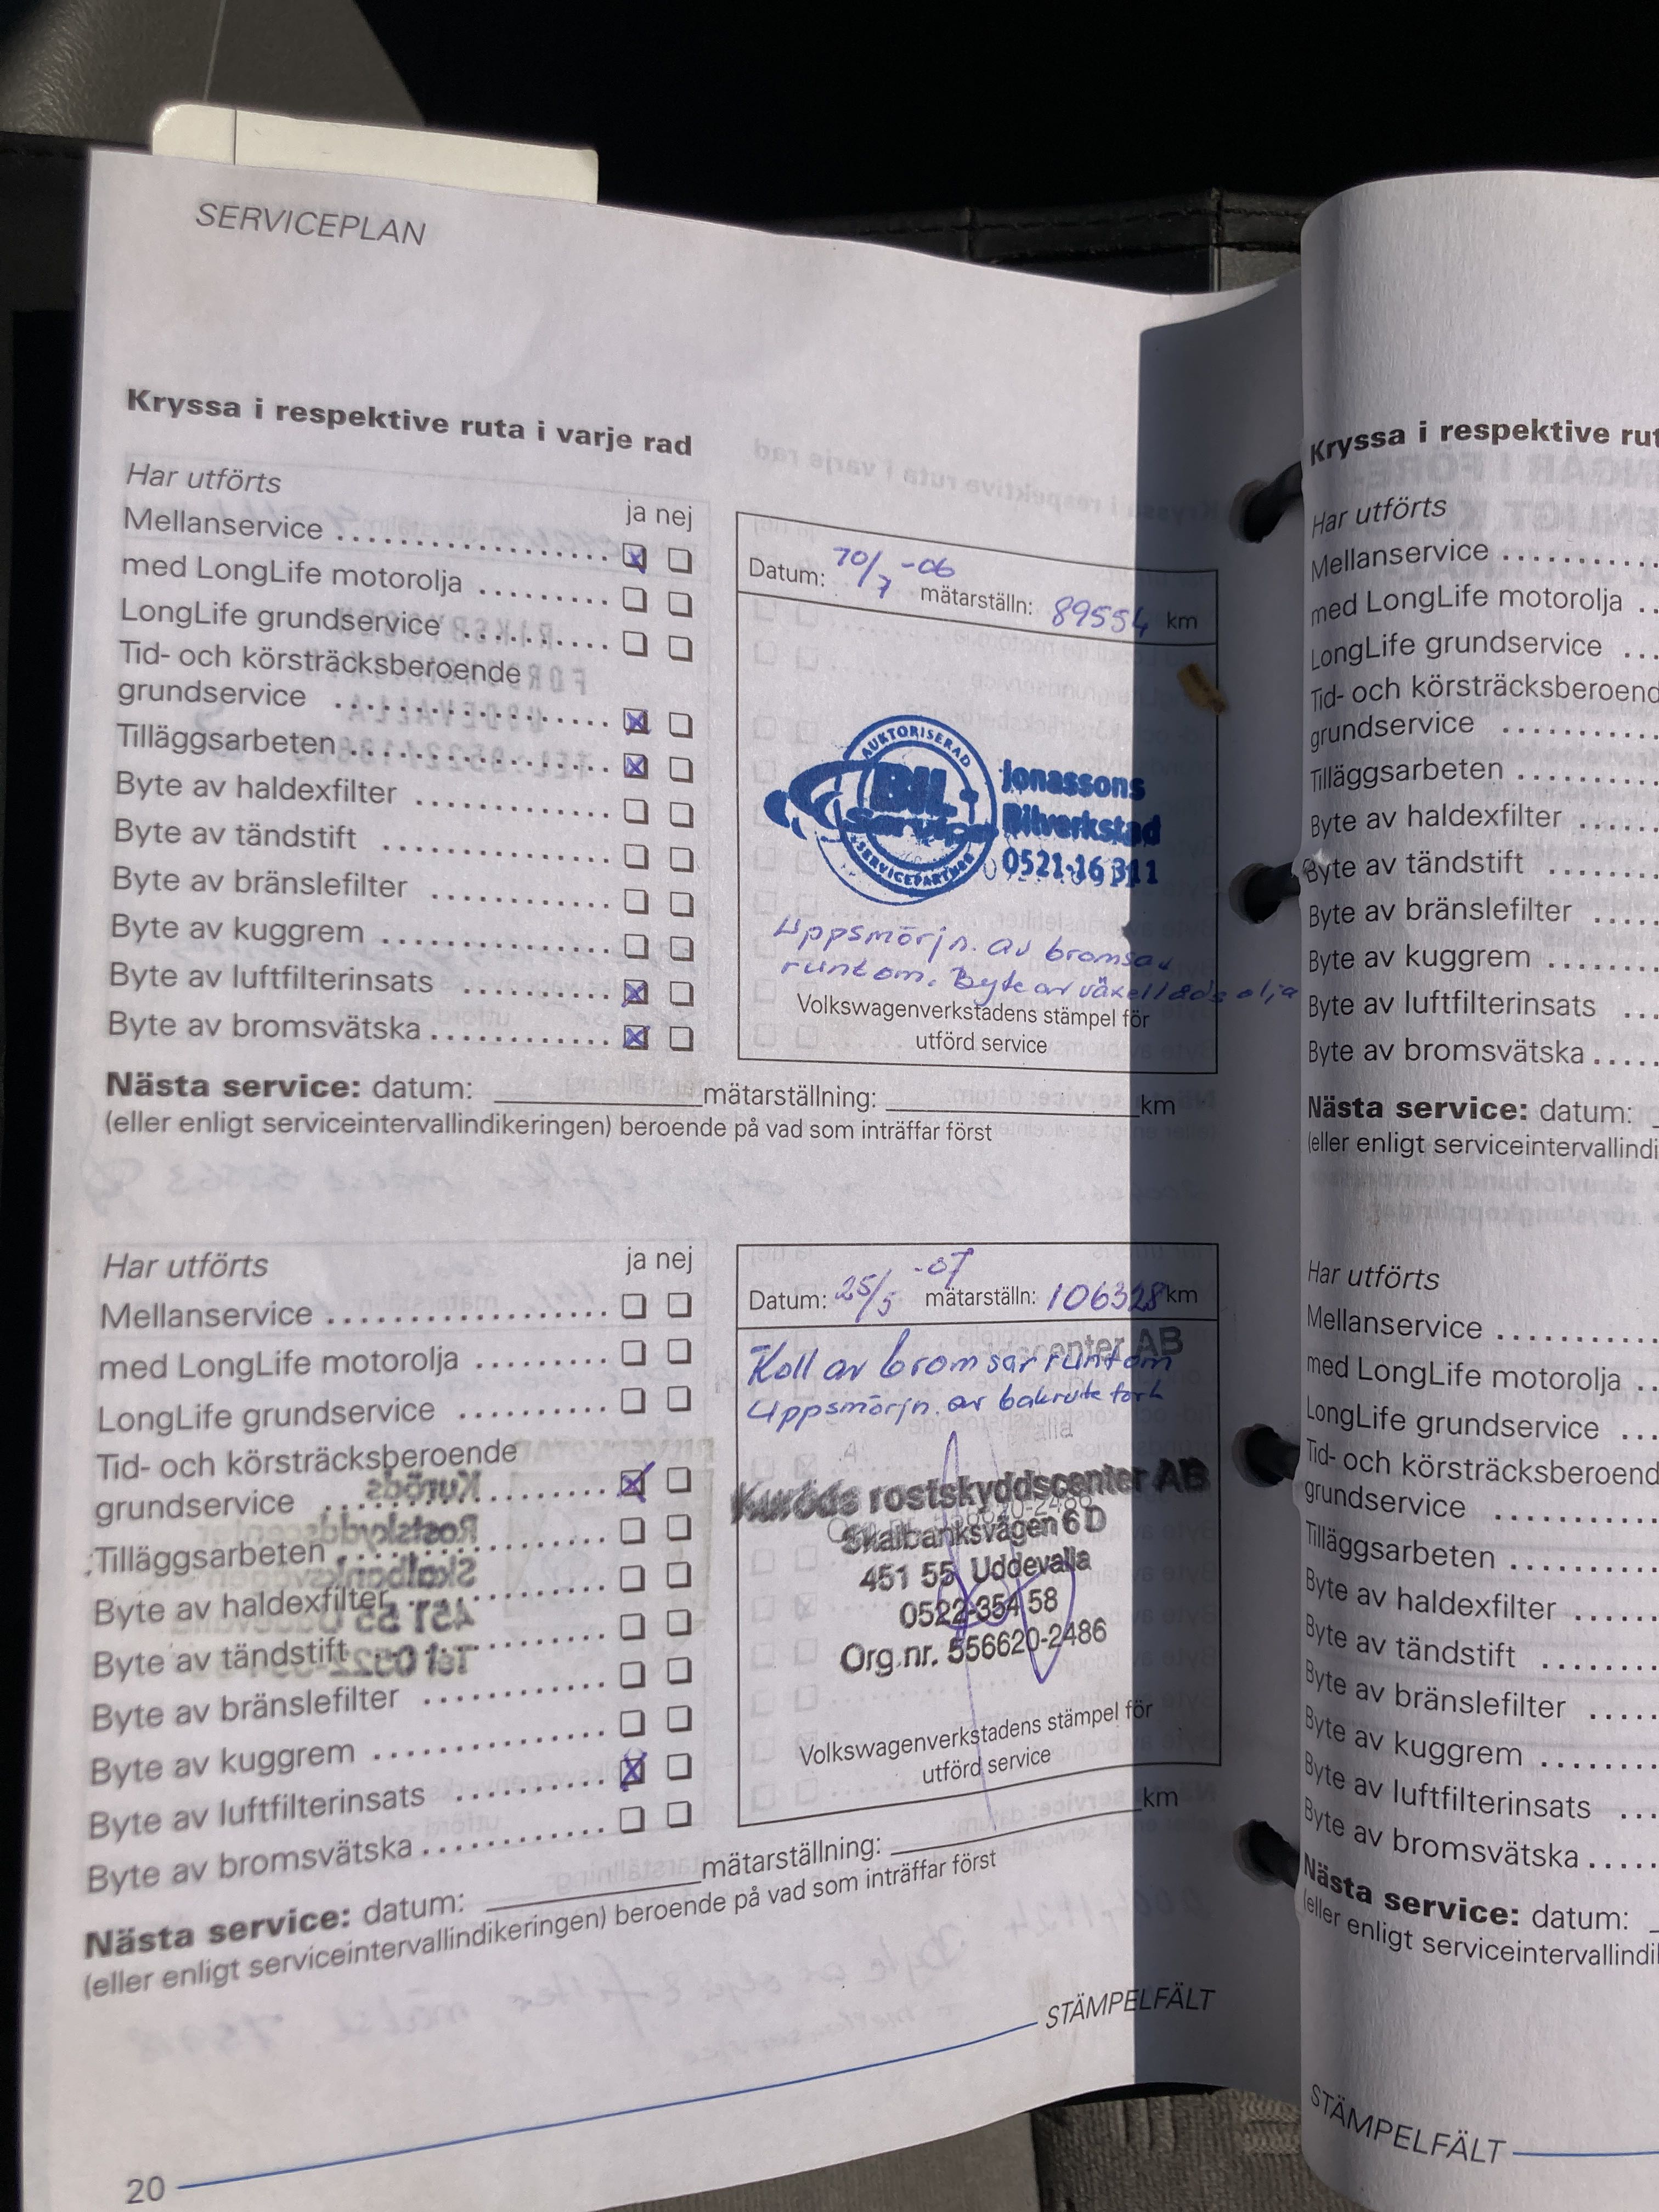 SERVICEPLAN
Kryssa i respektive ruta i varje rad
Har utförts
ja nej
Mellanservice
med LongLife motorolja
LongLife grundservice
Tid- och körsträcksberoende
grundservice
Tilläggsarbeten
Byte av haldexfilter
Byte av tändstift
Byte av bränslefilter
Byte av kuggrem
Byte av luftfilterinsats
Byte av bromsvätska
Datum: 10/7 -06 mätarställn: 89554 km
AUKTORISERAD
BIL
Service
SERVICEPARTNER
Jonassons
Bilverkstad
0521-16 311
Uppsmörjn. av bromsar
runtom. Byte av växellådsolja
Volkswagenverkstadens stämpel för
utförd service
Nästa service: datum: mätarställning: km
(eller enligt serviceintervallindikeringen) beroende på vad som inträffar först
Har utförts
ja nej
Mellanservice
med LongLife motorolja
LongLife grundservice
Tid- och körsträcksberoende
grundservice
Tilläggsarbeten
Byte av haldexfilter
Byte av tändstift
Byte av bränslefilter
Byte av kuggrem
Byte av luftfilterinsats
Byte av bromsvätska
Datum: 25/5 -07 mätarställn: 106328 km
Koll av bromsar runtom
Uppsmörjn. av bakrutetork
Kuröds rostskyddscenter AB
Skalbanksvägen 6 D
451 55 Uddevalla
0522-354 58
Org.nr. 556620-2486
Volkswagenverkstadens stämpel för
utförd service
Nästa service: datum: mätarställning: km
(eller enligt serviceintervallindikeringen) beroende på vad som inträffar först
STÄMPELFÄLT
20
Kryssa i respektive
Har utförts
Mellanservice
med LongLife motorolja
LongLife grundservice
Tid- och
grundservice
Tilläggsarbeten
Byte av haldexfilter
Byte av tändstift
Byte av bränslefilter
Byte av kuggrem
Byte av luftfilterinsats
Byte av bromsvätska
Nästa service: datum:
(eller enligt
Har utförts
Mellanservice
med LongLife motorolja
LongLife grundservice
Tid- och
grundservice
Tilläggsarbeten
Byte av haldexfilter
Byte av tändstift
Byte av bränslefilter
Byte av kuggrem
Byte av luftfilterinsats
Byte av bromsvätska
Nästa service: datum:
(eller enligt
STÄMPELFÄLT